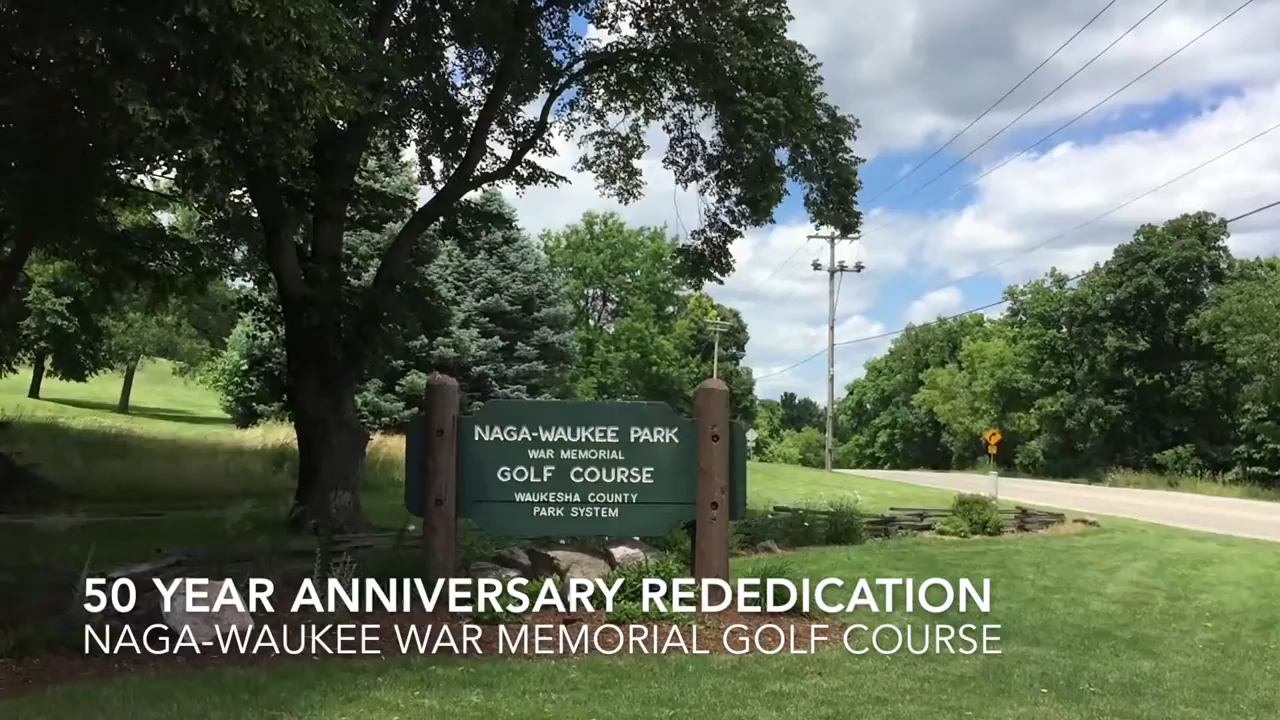 NAGA-WAUKEE PARK
WAR MEMORIAL
GOLF COURSE
WAUKESHA COUNTY
PARK SYSTEM
50 YEAR ANNIVERSARY REDEDICATION
NAGA-WAUKEE WAR MEMORIAL GOLF COURSE